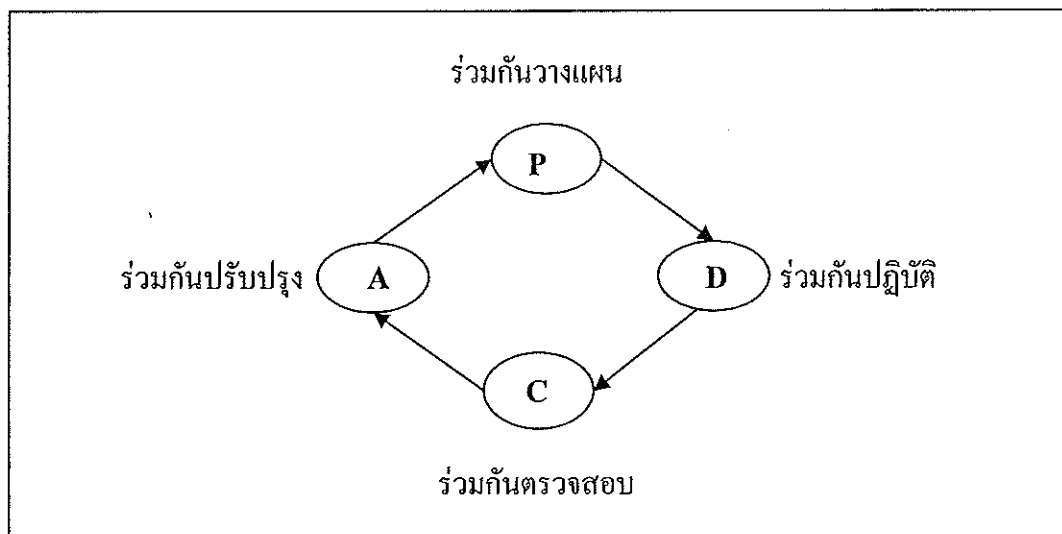 ร่วมกันวางแผน
P
ร่วมกันปรับปรุง A D ร่วมกันปฏิบัติ
C
ร่วมกันตรวจสอบ